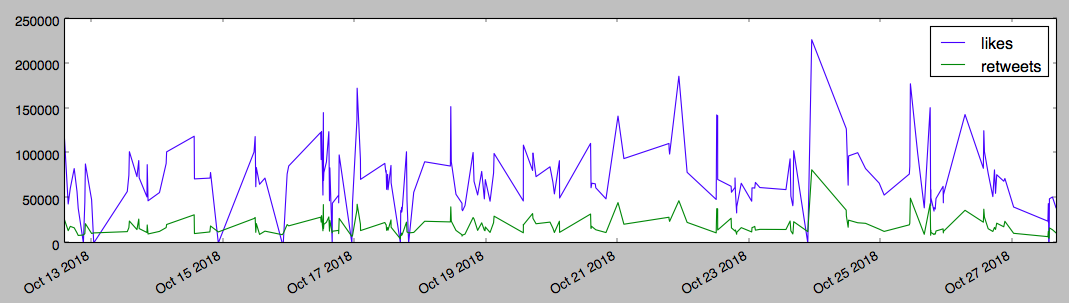 250000
200000
150000
100000
50000
0
likes
retweets
Oct 13 2018
Oct 15 2018
Oct 17 2018
Oct 19 2018
Oct 21 2018
Oct 23 2018
Oct 25 2018
Oct 27 2018